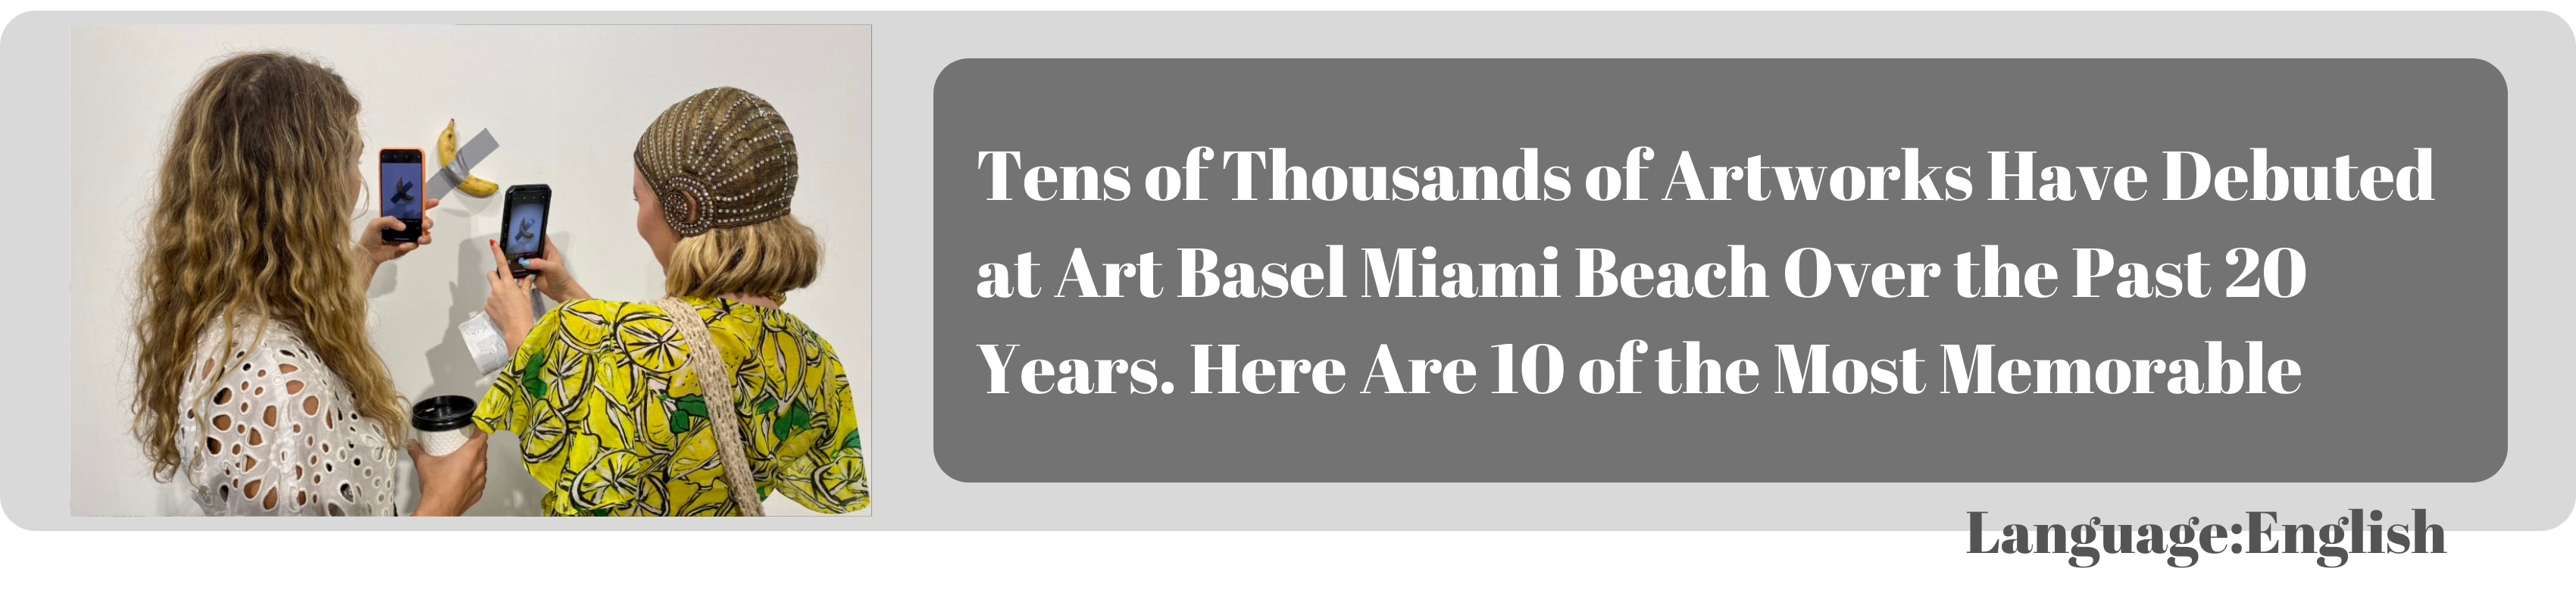 Tens of Thousands of Artworks Have Debuted
at Art Basel Miami Beach Over the Past 20
Years. Here Are 10 of the Most Memorable
Language:English